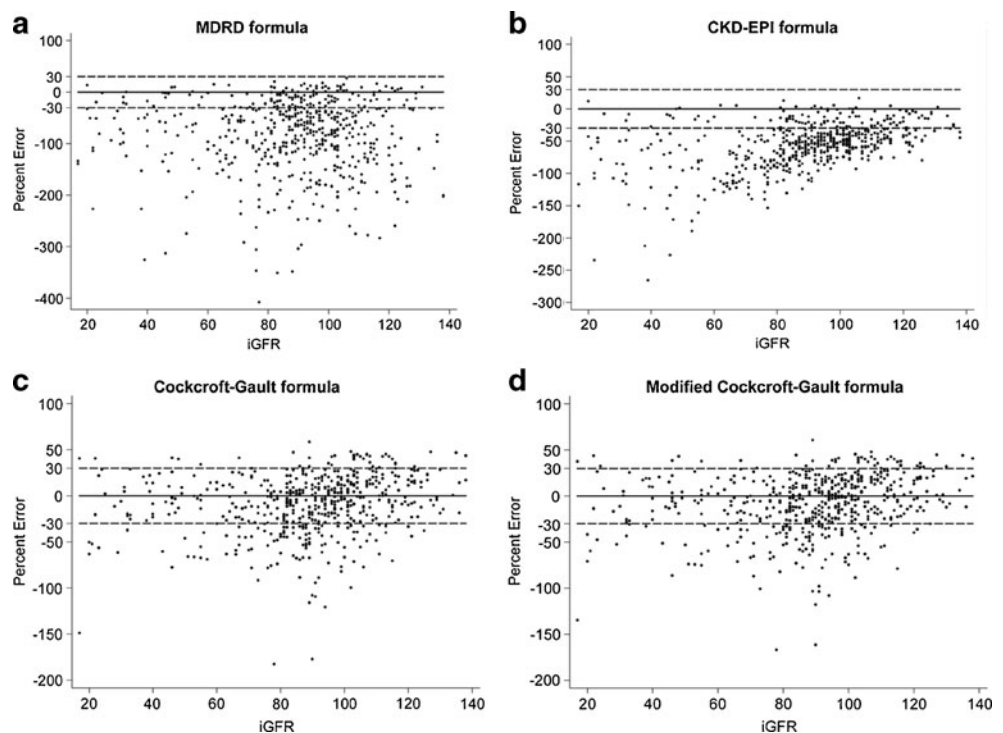 a
MDRD formula
100
30
0
-30
-100
-200
-300
-400
Percent Error
20 40 60 80 100 120 140
iGFR
b
CKD-EPI formula
100
50
30
0
-30
-50
-100
-150
-200
-250
-300
Percent Error
20 40 60 80 100 120 140
iGFR
c
Cockcroft-Gault formula
100
50
30
0
-30
-50
-100
-150
-200
Percent Error
20 40 60 80 100 120 140
iGFR
d
Modified Cockcroft-Gault formula
100
50
30
0
-30
-50
-100
-150
-200
Percent Error
20 40 60 80 100 120 140
iGFR